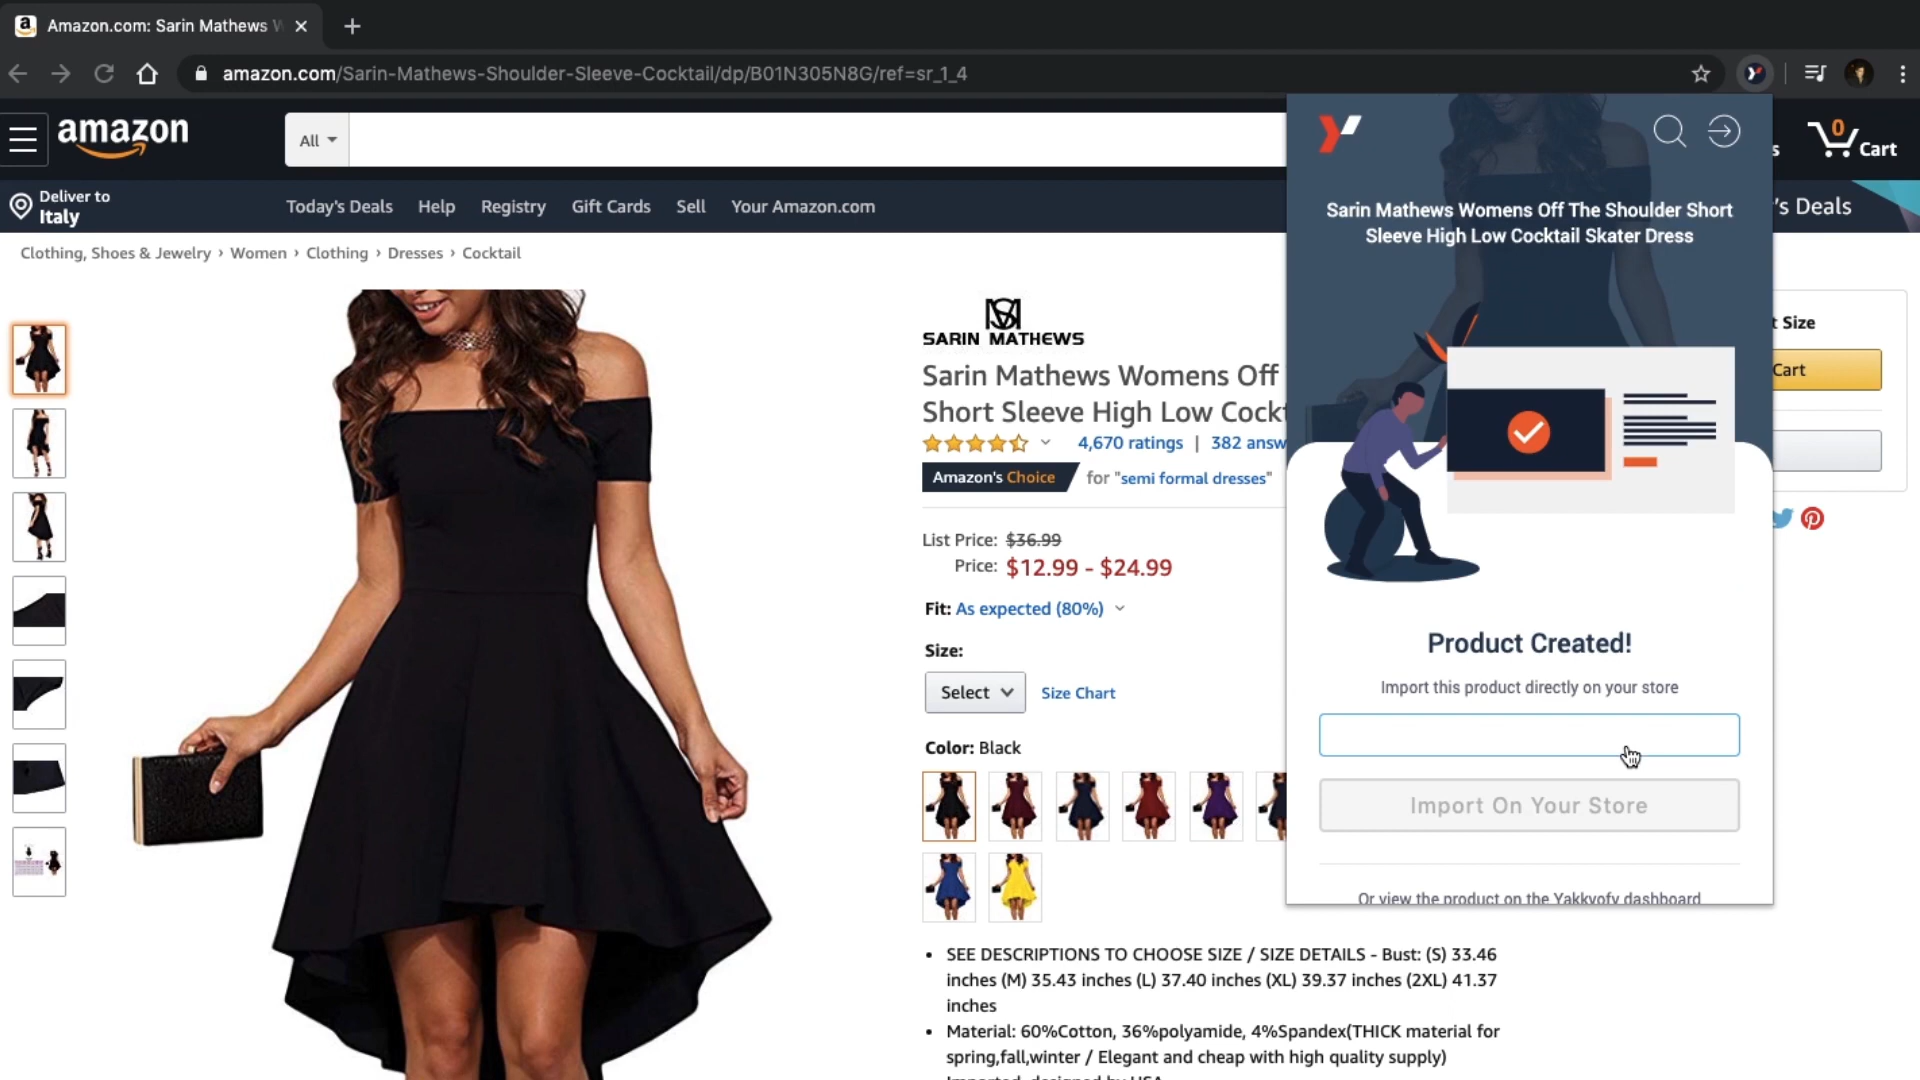 Amazon.com: Sarin Mathews W
amazon.com/Sarin-Mathews-Shoulder-Sleeve-Cocktail/dp/B01N305N8G/ref=sr_1_4
amazon
All
0
s
Cart
Deliver to
Italy
Today's Deals
Help
Registry
Gift Cards
Sell
Your Amazon.com
's Deals
Clothing, Shoes & Jewelry › Women › Clothing › Dresses › Cocktail
SARIN MATHEWS
Sarin Mathews Womens Off
Short Sleeve High Low Cockt
4,670 ratings | 382 answ
Amazon's Choice for "semi formal dresses"
List Price: $36.99
Price: $12.99 - $24.99
Fit: As expected (80%)
Size:
Select
Size Chart
Color: Black
SEE DESCRIPTIONS TO CHOOSE SIZE / SIZE DETAILS - Bust: (S) 33.46
inches (M) 35.43 inches (L) 37.40 inches (XL) 39.37 inches (2XL) 41.37
inches
Material: 60%Cotton, 36%polyamide, 4%Spandex(THICK material for
spring,fall,winter / Elegant and cheap with high quality supply)
Imported, designed by USA
Sarin Mathews Womens Off The Shoulder Short
Sleeve High Low Cocktail Skater Dress
Product Created!
Import this product directly on your store
Import On Your Store
Or view the product on the Yakkyofy dashboard
t Size
Cart